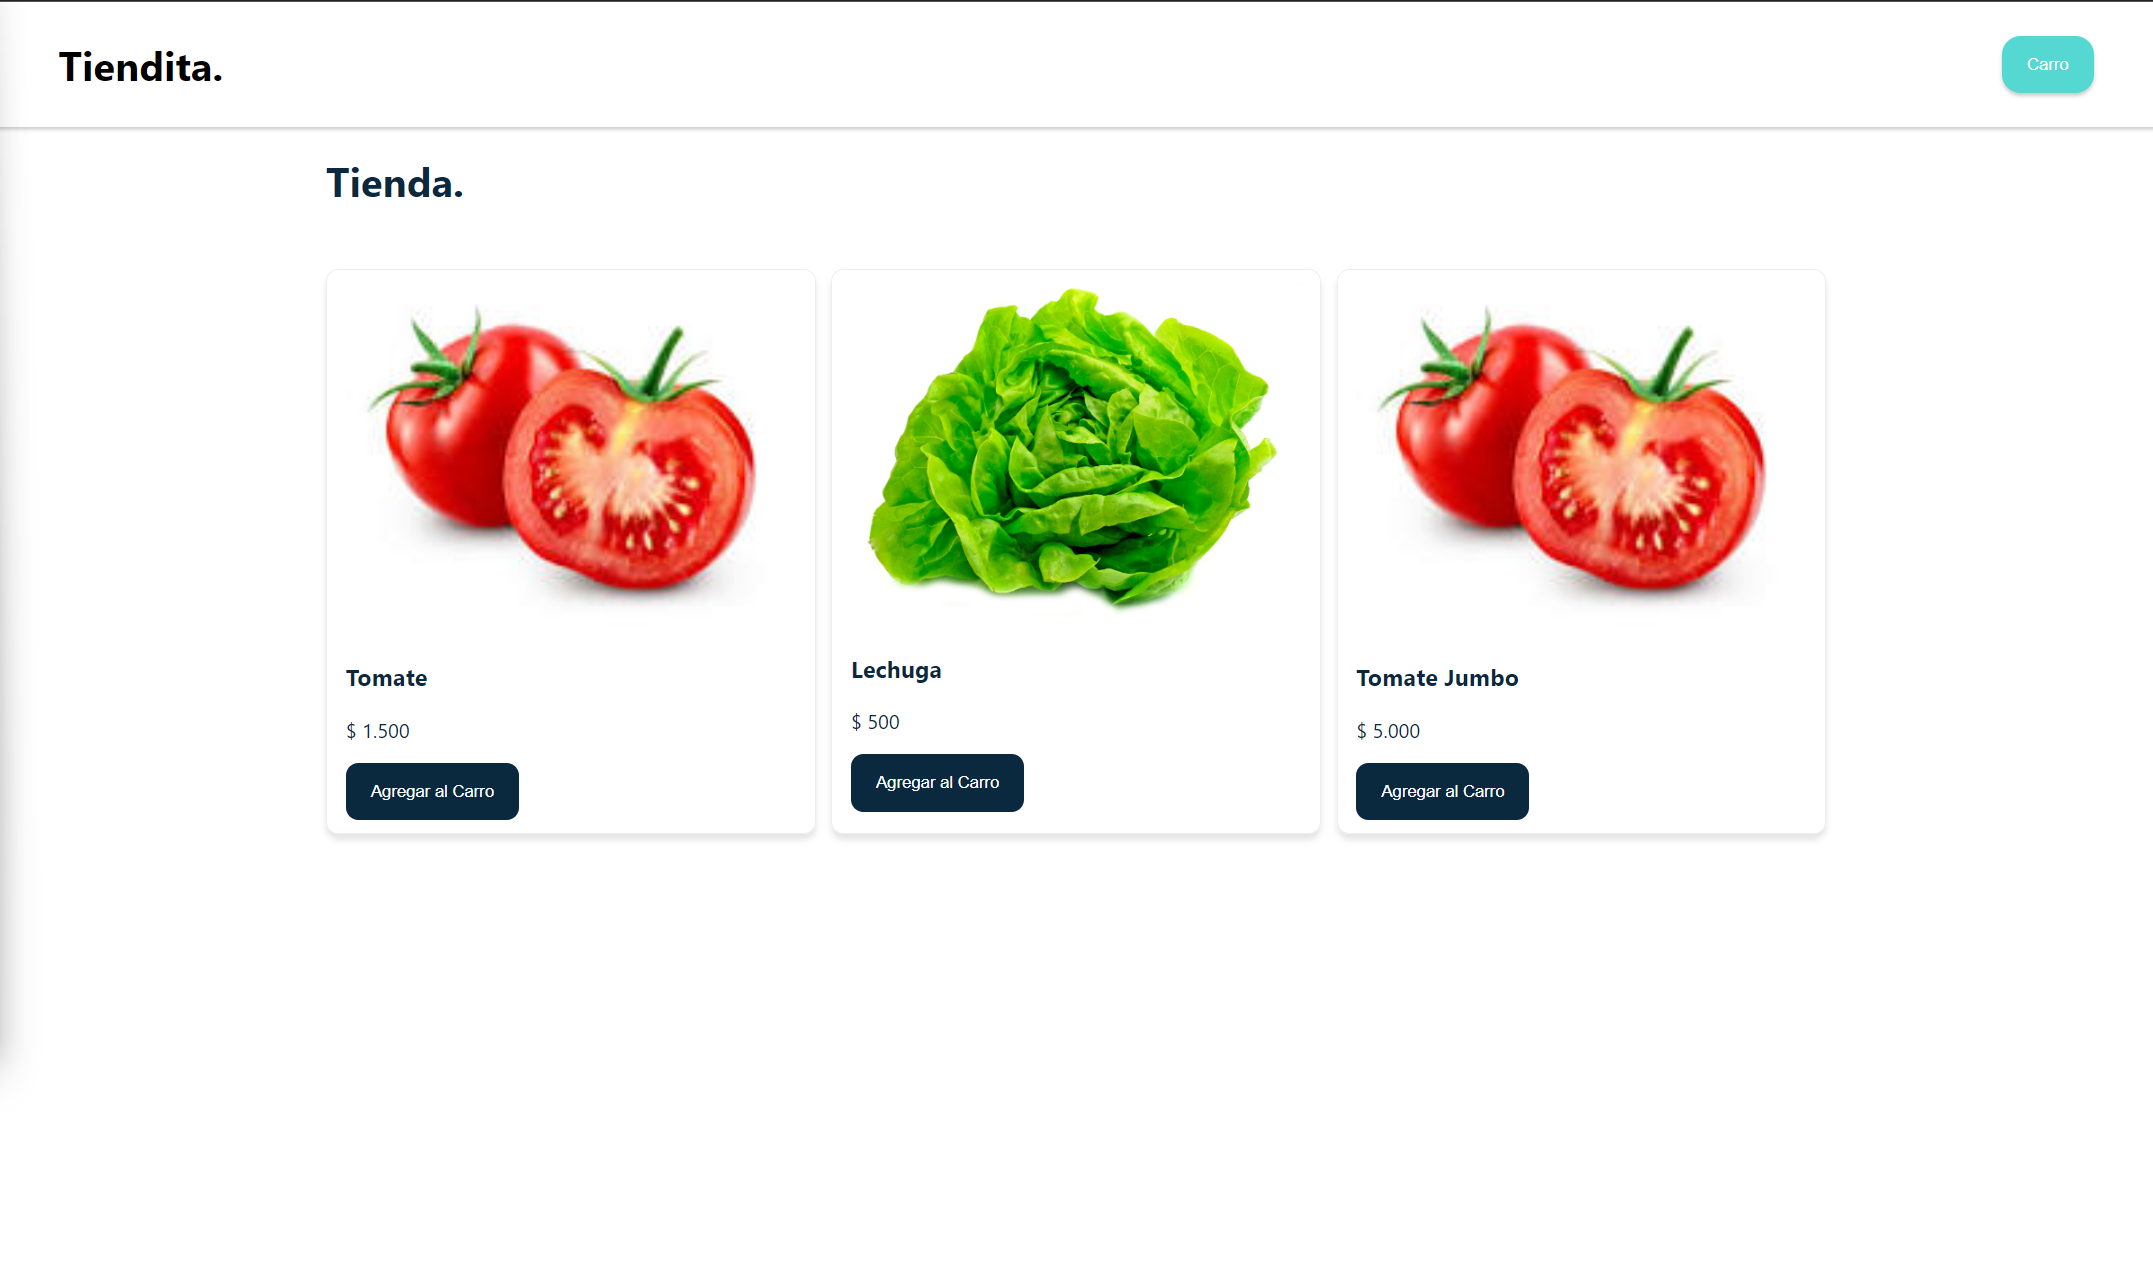 Tiendita.
Carro
Tienda.
Tomate
$ 1.500
Agregar al Carro
Lechuga
$ 500
Agregar al Carro
Tomate Jumbo
$ 5.000
Agregar al Carro